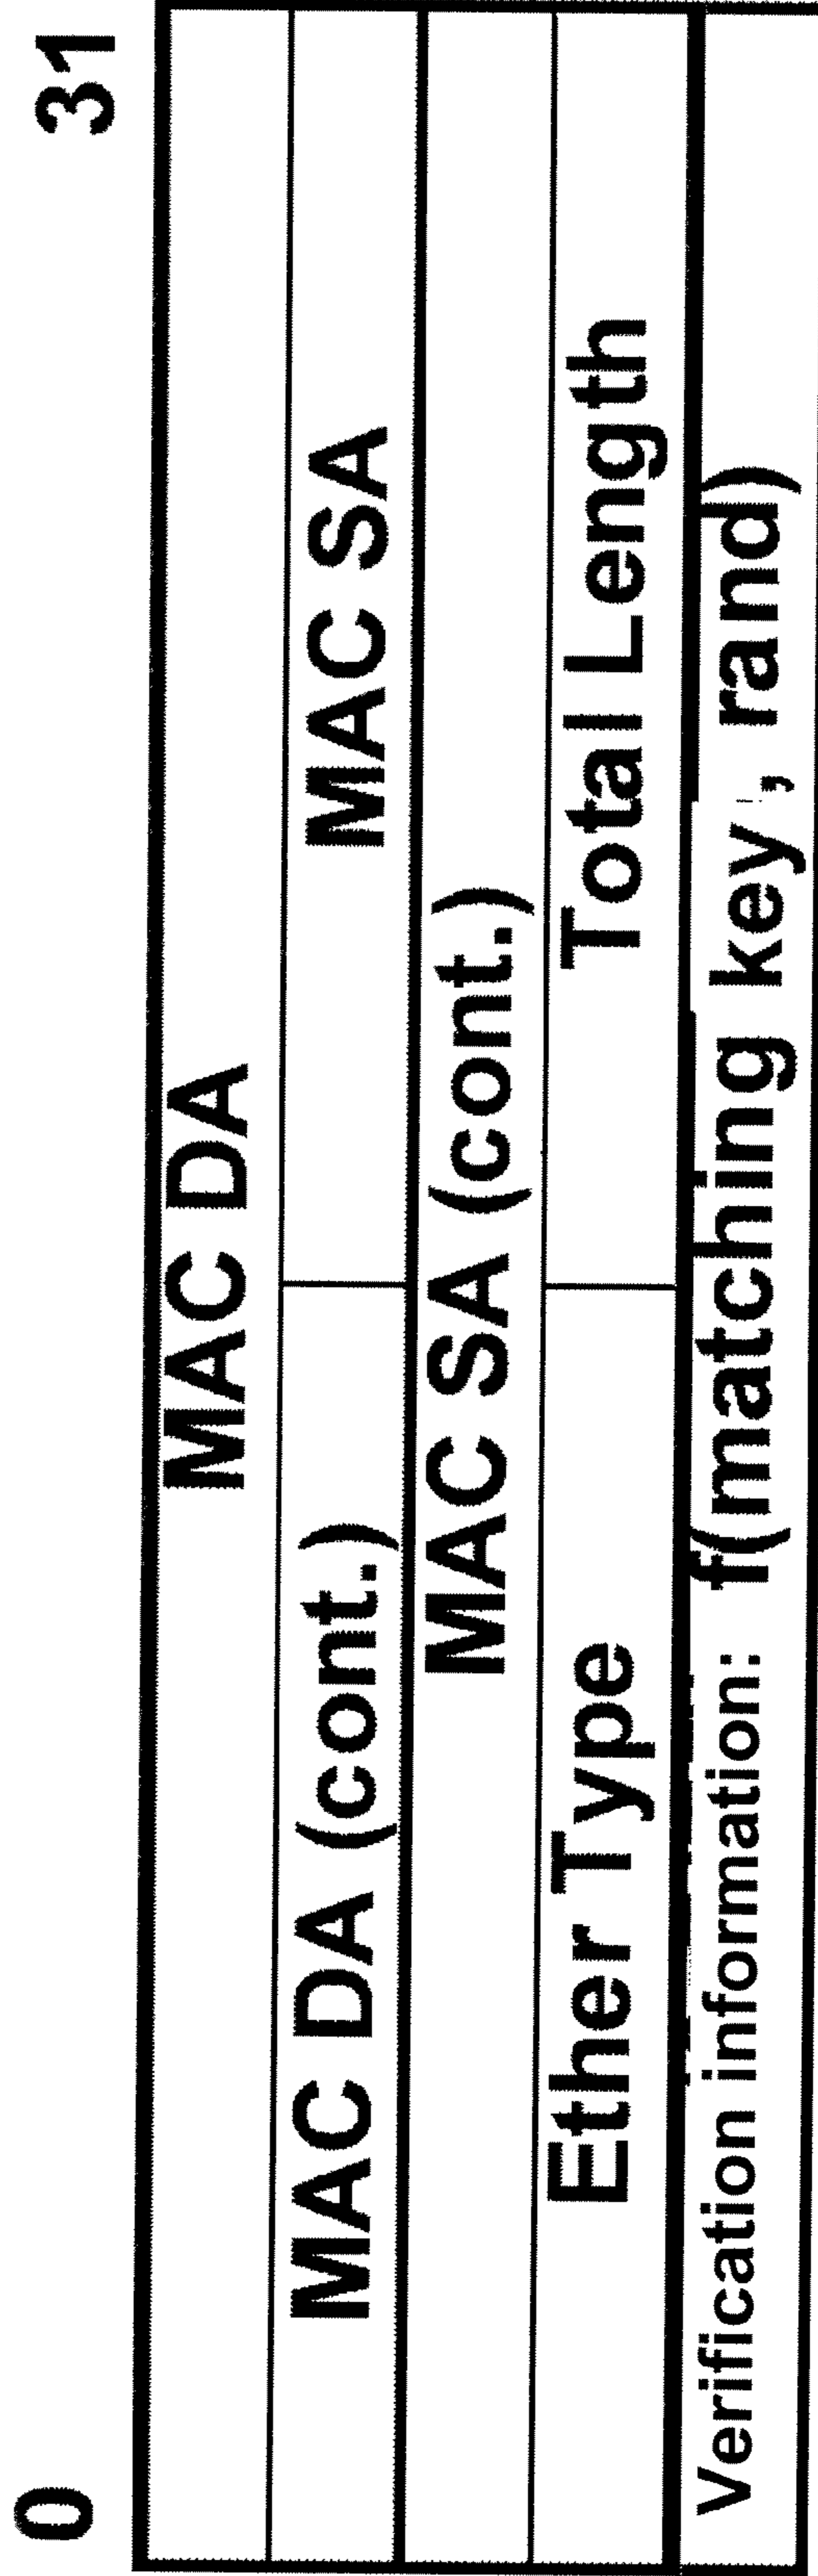 0 31
MAC DA
MAC DA (cont.) MAC SA
MAC SA (cont.)
Ether Type Total Length
Verification information: f(matching key, rand)